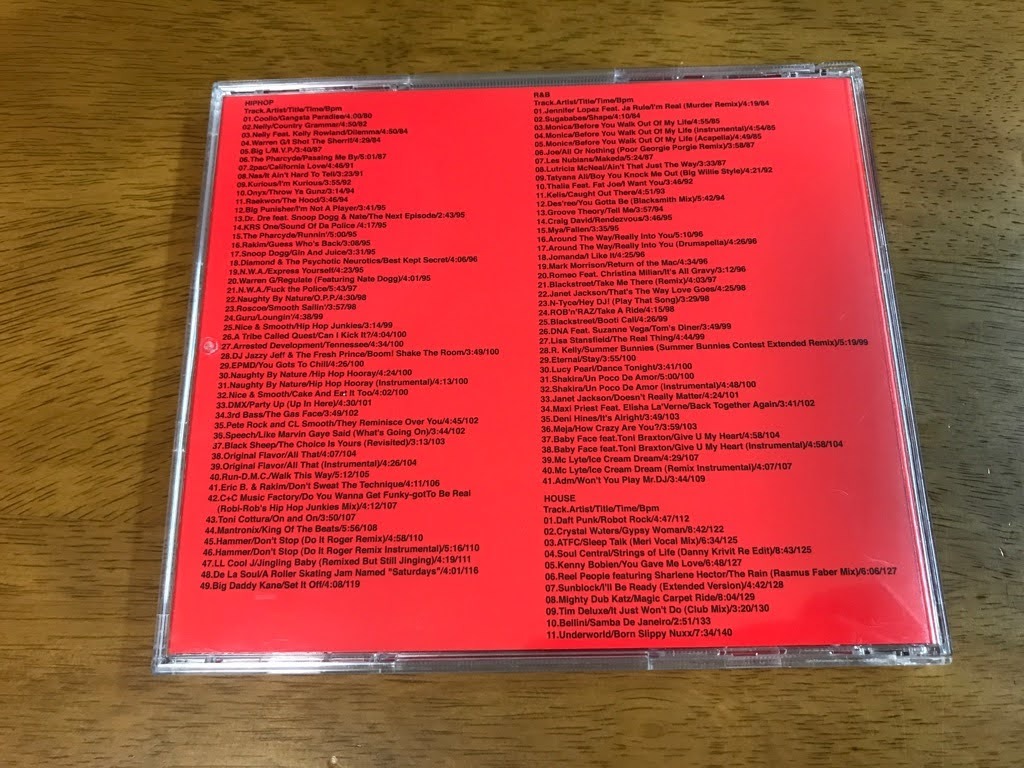 HIPHOP
Track.Artist/Title/Time/Bpm
01.Coolio/Gangsta Paradise/4:00/80
02.Nelly/Country Grammar/4:50/82
03.Nelly Feat. Kelly Rowland/Dilemma/4:50/84
04.Warren G/I Shot The Sherrif/4:29/84
05.Big L/M.V.P./3:40/87
06.The Pharcyde/Passing Me By/5:01/87
07.2pac/California Love/4:46/91
08.Nas/It Ain't Hard To Tell/3:23/91
09.Kurious/I'm Kurious/3:55/92
10.Onyx/Throw Ya Gunz/3:14/94
11.Raekwon/The Hood/3:46/94
12.Big Punisher/I'm Not A Player/3:41/95
13.Dr. Dre feat. Snoop Dogg & Nate/The Next Episode/2:43/95
14.KRS One/Sound Of Da Police /4:17/95
15.The Pharcyde/Runnin'/5:00/95
16.Rakim/Guess Who's Back/3:08/95
17.Snoop Dogg/Gin And Juice/3:31/95
18.Diamond & The Psychotic Neurotics/Best Kept Secret/4:06/96
19.N.W.A./Express Yourself/4:23/95
20.Warren G/Regulate (Featuring Nate Dogg)/4:01/95
21.N.W.A./Fuck the Police/5:43/97
22.Naughty By Nature/O.P.P./4:30/98
23.Roscoe/Smooth Sailin'/3:57/98
24.Guru/Loungin'/4:38/99
25.Nice & Smooth/Hip Hop Junkies/3:14/99
26.A Tribe Called Quest/Can I Kick It?/4:04/100
27.Arrested Development/Tennessee/4:34/100
28.DJ Jazzy Jeff & The Fresh Prince/Boom! Shake The Room/3:49/100
29.EPMD/You Gots To Chill/4:26/100
30.Naughty By Nature /Hip Hop Hooray/4:24/100
31.Naughty By Nature/Hip Hop Hooray (Instrumental)/4:13/100
32.Nice & Smooth/Cake And Eat It Too/4:02/100
33.DMX/Party Up (Up In Here)/4:30/101
34.3rd Bass/The Gas Face/3:49/102
35.Pete Rock and CL Smooth/They Reminisce Over You/4:45/102
36.Speech/Like Marvin Gaye Said (What's Going On)/3:44/102
37.Black Sheep/The Choice Is Yours (Revisited)/3:13/103
38.Original Flavor/All That/4:07/104
39.Original Flavor/All That (Instrumental)/4:26/104
40.Run-D.M.C./Walk This Way/5:12/105
41.Eric B. & Rakim/Don't Sweat The Technique/4:11/106
42.C+C Music Factory/Do You Wanna Get Funky-gotTo Be Real
(Robi-Rob's Hip Hop Junkies Mix)/4:12/107
43.Toni Cottura/On and On/3:50/107
44.Mantronix/King Of The Beats/5:56/108
45.Hammer/Don't Stop (Do It Roger Remix)/4:58/110
46.Hammer/Don't Stop (Do It Roger Remix Instrumental)/5:16/110
47.LL Cool J/Jingling Baby (Remixed But Still Jinging)/4:19/111
48.De La Soul/A Roller Skating Jam Named "Saturdays"/4:01/116
49.Big Daddy Kane/Set It Off/4:08/119
R&B
Track.Artist/Title/Time/Bpm
01.Jennifer Lopez Feat. Ja Rule/I'm Real (Murder Remix)/4:19/84
02.Sugababes/Shape/4:10/84
03.Monica/Before You Walk Out Of My Life/4:55/85
04.Monica/Before You Walk Out Of My Life (Instrumental)/4:54/85
05.Monica/Before You Walk Out Of My Life (Acapella)/4:49/85
06.Joe/All Or Nothing (Poor Georgie Porgie Remix)/3:58/87
07.Les Nubians/Makeda/5:24/87
08.Lutricia McNeal/Ain't That Just The Way/3:33/87
09.Tatyana Ali/Boy You Knock Me Out (Big Willie Style)/4:21/92
10.Thalia Feat. Fat Joe/I Want You/3:46/92
11.Kelis/Caught Out There/4:51/93
12.Des'ree/You Gotta Be (Blacksmith Mix)/5:42/94
13.Groove Theory/Tell Me/3:57/94
14.Craig David/Rendezvous/3:46/95
15.Mya/Fallen/3:35/95
16.Around The Way/Really Into You/5:10/96
17.Around The Way/Really Into You (Drumapella)/4:26/96
18.Jomanda/I Like It/4:25/96
19.Mark Morrison/Return of the Mac/4:34/96
20.Romeo Feat. Christina Milian/It's All Gravy/3:12/96
21.Blackstreet/Take Me There (Remix)/4:03/97
22.Janet Jackson/That's The Way Love Goes/4:25/98
23.N-Tyce/Hey DJ! (Play That Song)/3:29/98
24.ROB'n'RAZ/Take A Ride/4:15/98
25.Blackstreet/Booti Call/4:26/99
26.DNA Feat. Suzanne Vega/Tom's Diner/3:49/99
27.Lisa Stansfield/The Real Thing/4:44/99
28.R. Kelly/Summer Bunnies (Summer Bunnies Contest Extended Remix)/5:19/99
29.Eternal/Stay/3:55/100
30.Lucy Pearl/Dance Tonight/3:41/100
31.Shakira/Un Poco De Amor/5:00/100
32.Shakira/Un Poco De Amor (instrumental)/4:48/100
33.Janet Jackson/Doesn't Really Matter/4:24/101
34.Maxi Priest Feat. Elisha La'Verne/Back Together Again/3:41/102
35.Deni Hines/It's Alright/3:49/103
36.Meja/How Crazy Are You?/3:59/103
37.Baby Face feat.Toni Braxton/Give U My Heart/4:58/104
38.Baby Face feat.Toni Braxton/Give U My Heart (Instrumental)/4:58/104
39.Mc Lyte/Ice Cream Dream/4:29/107
40.Mc Lyte/Ice Cream Dream (Remix Instrumental)/4:07/107
41.Adm/Won't You Play Mr.DJ/3:44/109
HOUSE
Track.Artist/Title/Time/Bpm
01.Daft Punk/Robot Rock/4:47/112
02.Crystal Waters/Gypsy Woman/8:42/122
03.ATFC/Sleep Talk (Meri Vocal Mix)/6:34/125
04.Soul Central/Strings of Life (Danny Krivit Re Edit)/8:43/125
05.Kenny Bobien/You Gave Me Love/6:48/127
06.Reel People featuring Sharlene Hector/The Rain (Rasmus Faber Mix)/6:06/127
07.Sunblock/I'll Be Ready (Extended Version)/4:42/128
08.Mighty Dub Katz/Magic Carpet Ride/8:04/129
09.Tim Deluxe/It Just Won't Do (Club Mix)/3:20/130
10.Bellini/Samba De Janeiro/2:51/133
11.Underworld/Born Slippy Nuxx/7:34/140